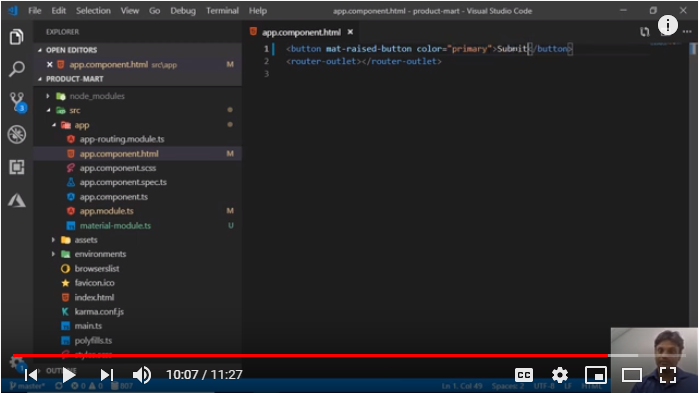 File Edit Selection View Go Debug Terminal Help app.component.html - product-mart - Visual Studio Code
EXPLORER
OPEN EDITORS
app.component.html src\app M
PRODUCT-MART
node_modules
src
app
app-routing.module.ts
app.component.html M
app.component.scss
app.component.spec.ts
app.component.ts
app.module.ts M
material-module.ts U
assets
environments
browserslist
favicon.ico
index.html
karma.conf.js
main.ts
polyfills.ts
OUTLINE
app.component.html
1 <button mat-raised-button color="primary">Submit</button>
2 <router-outlet></router-outlet>
3
3
10:07 / 11:27
CC
master* 0 0 807 Ln 1, Col 49 Spaces: 2 UTF-8 LF HTML